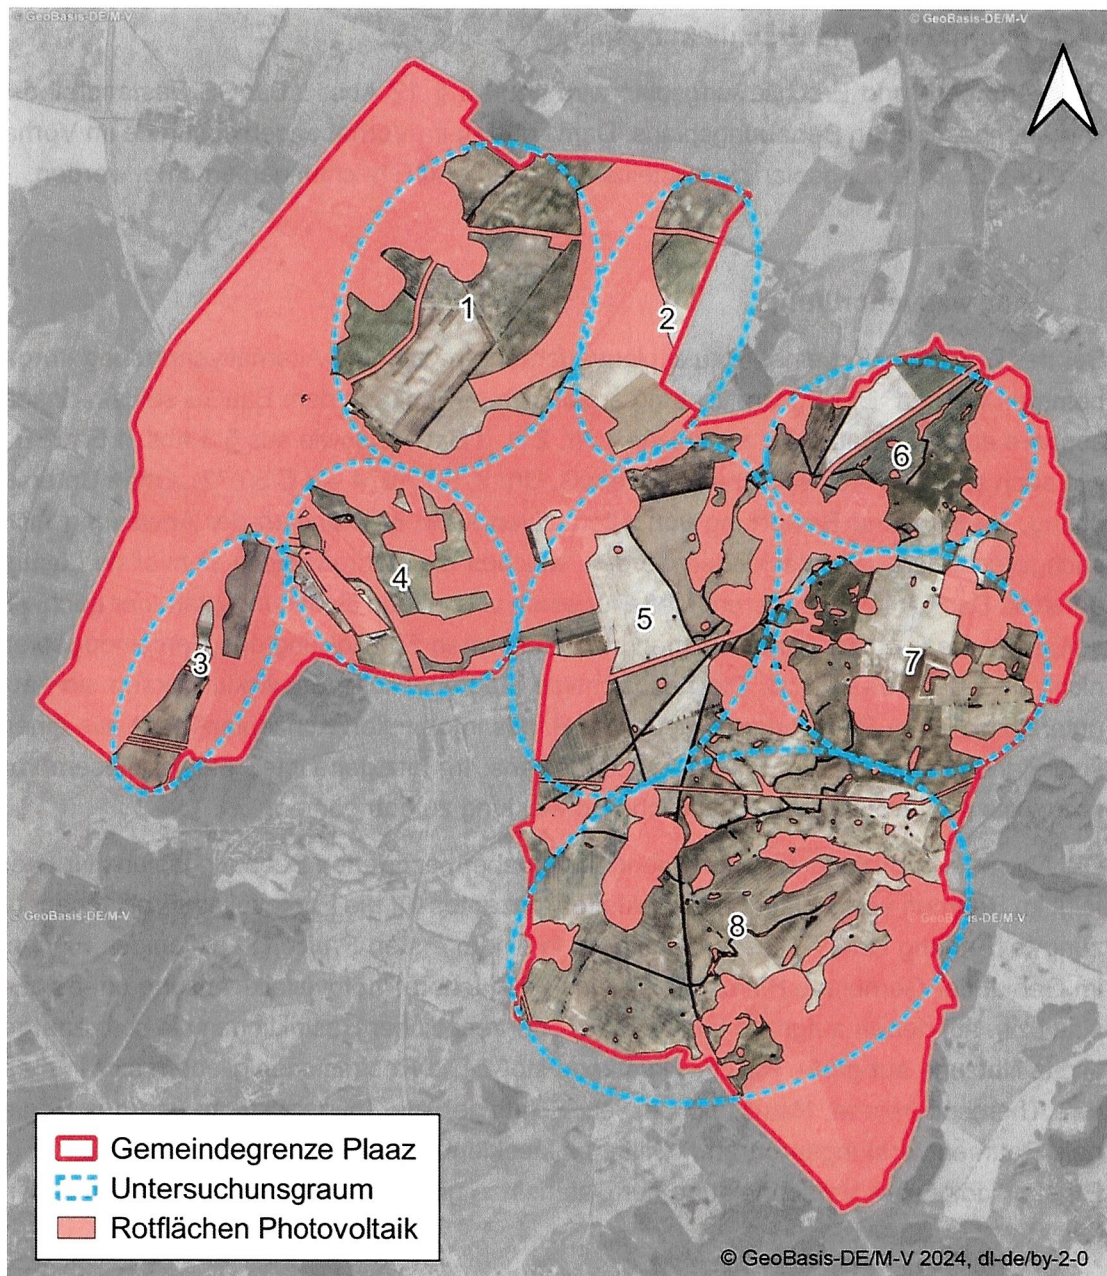 © GeoBasis-DE/M-V
© GeoBasis-DE/M-V
1
2
6
4
5
3
7
8
© GeoBasis-DE/M-V
© GeoBasis-DE/M-V
Gemeindegrenze Plaaz
Untersuchunsgraum
Rotflächen Photovoltaik
© GeoBasis-DE/M-V 2024, dl-de/by-2-0